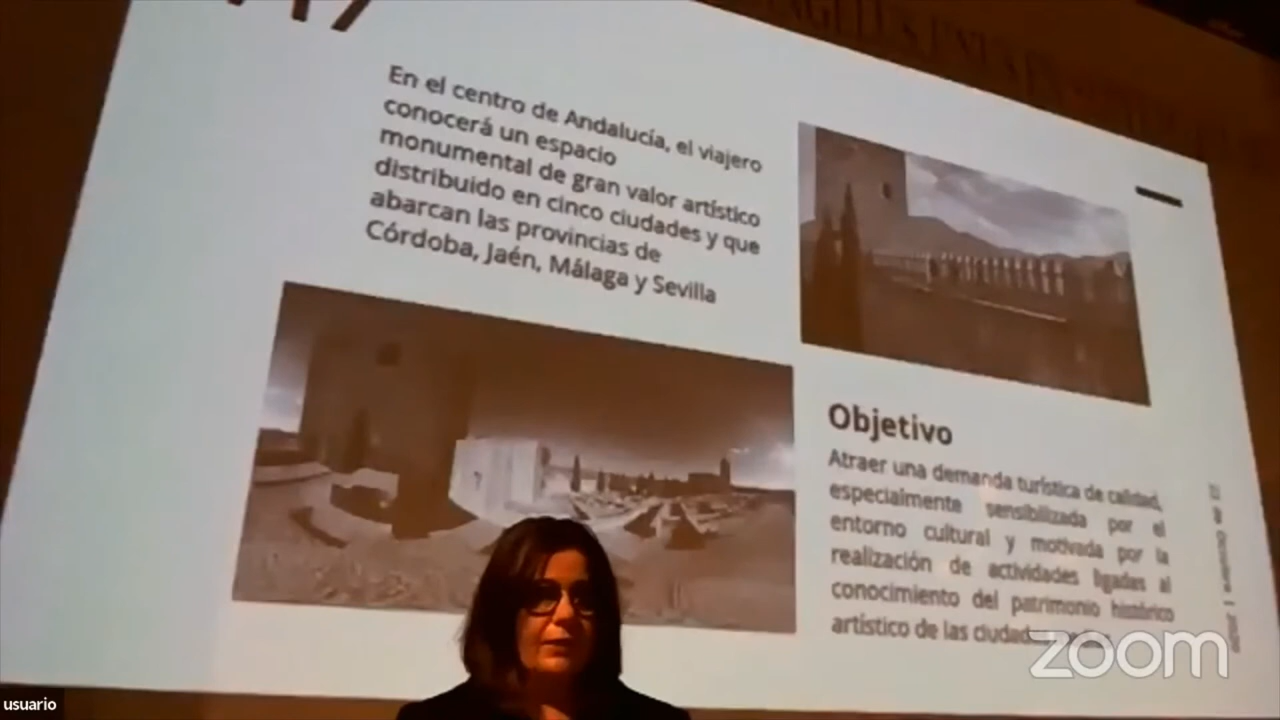 En el centro de Andalucía, el viajero
conocerá un espacio
monumental de gran valor artístico
distribuido en cinco ciudades y que
abarcan las provincias de
Córdoba, Jaén, Málaga y Sevilla
Objetivo
Atraer una demanda turística de calidad,
especialmente sensibilizada por el
entorno cultural y motivada por la
realización de actividades ligadas al
conocimiento del patrimonio histórico
artístico de las
zoom
usuario